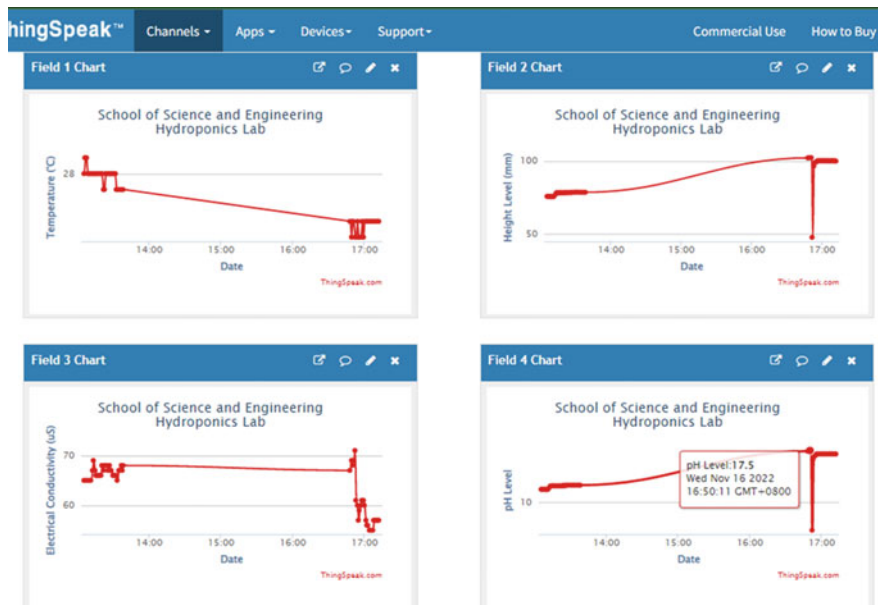 hingSpeak™ Channels Apps Devices Support Commercial Use How to Buy
Field 1 Chart
School of Science and Engineering
Hydroponics Lab
Temperature (°C)
28
14:00 15:00 16:00 17:00
Date
ThingSpeak.com
Field 2 Chart
School of Science and Engineering
Hydroponics Lab
Height Level (mm)
100
50
14:00 15:00 16:00 17:00
Date
ThingSpeak.com
Field 3 Chart
School of Science and Engineering
Hydroponics Lab
Electrical Conductivity (uS)
70
60
14:00 15:00 16:00 17:00
Date
ThingSpeak.com
Field 4 Chart
School of Science and Engineering
Hydroponics Lab
pH Level
10
pH Level:17.5
Wed Nov 16 2022
16:50:11 GMT+0800
14:00 15:00 16:00 17:00
Date
ThingSpeak.com